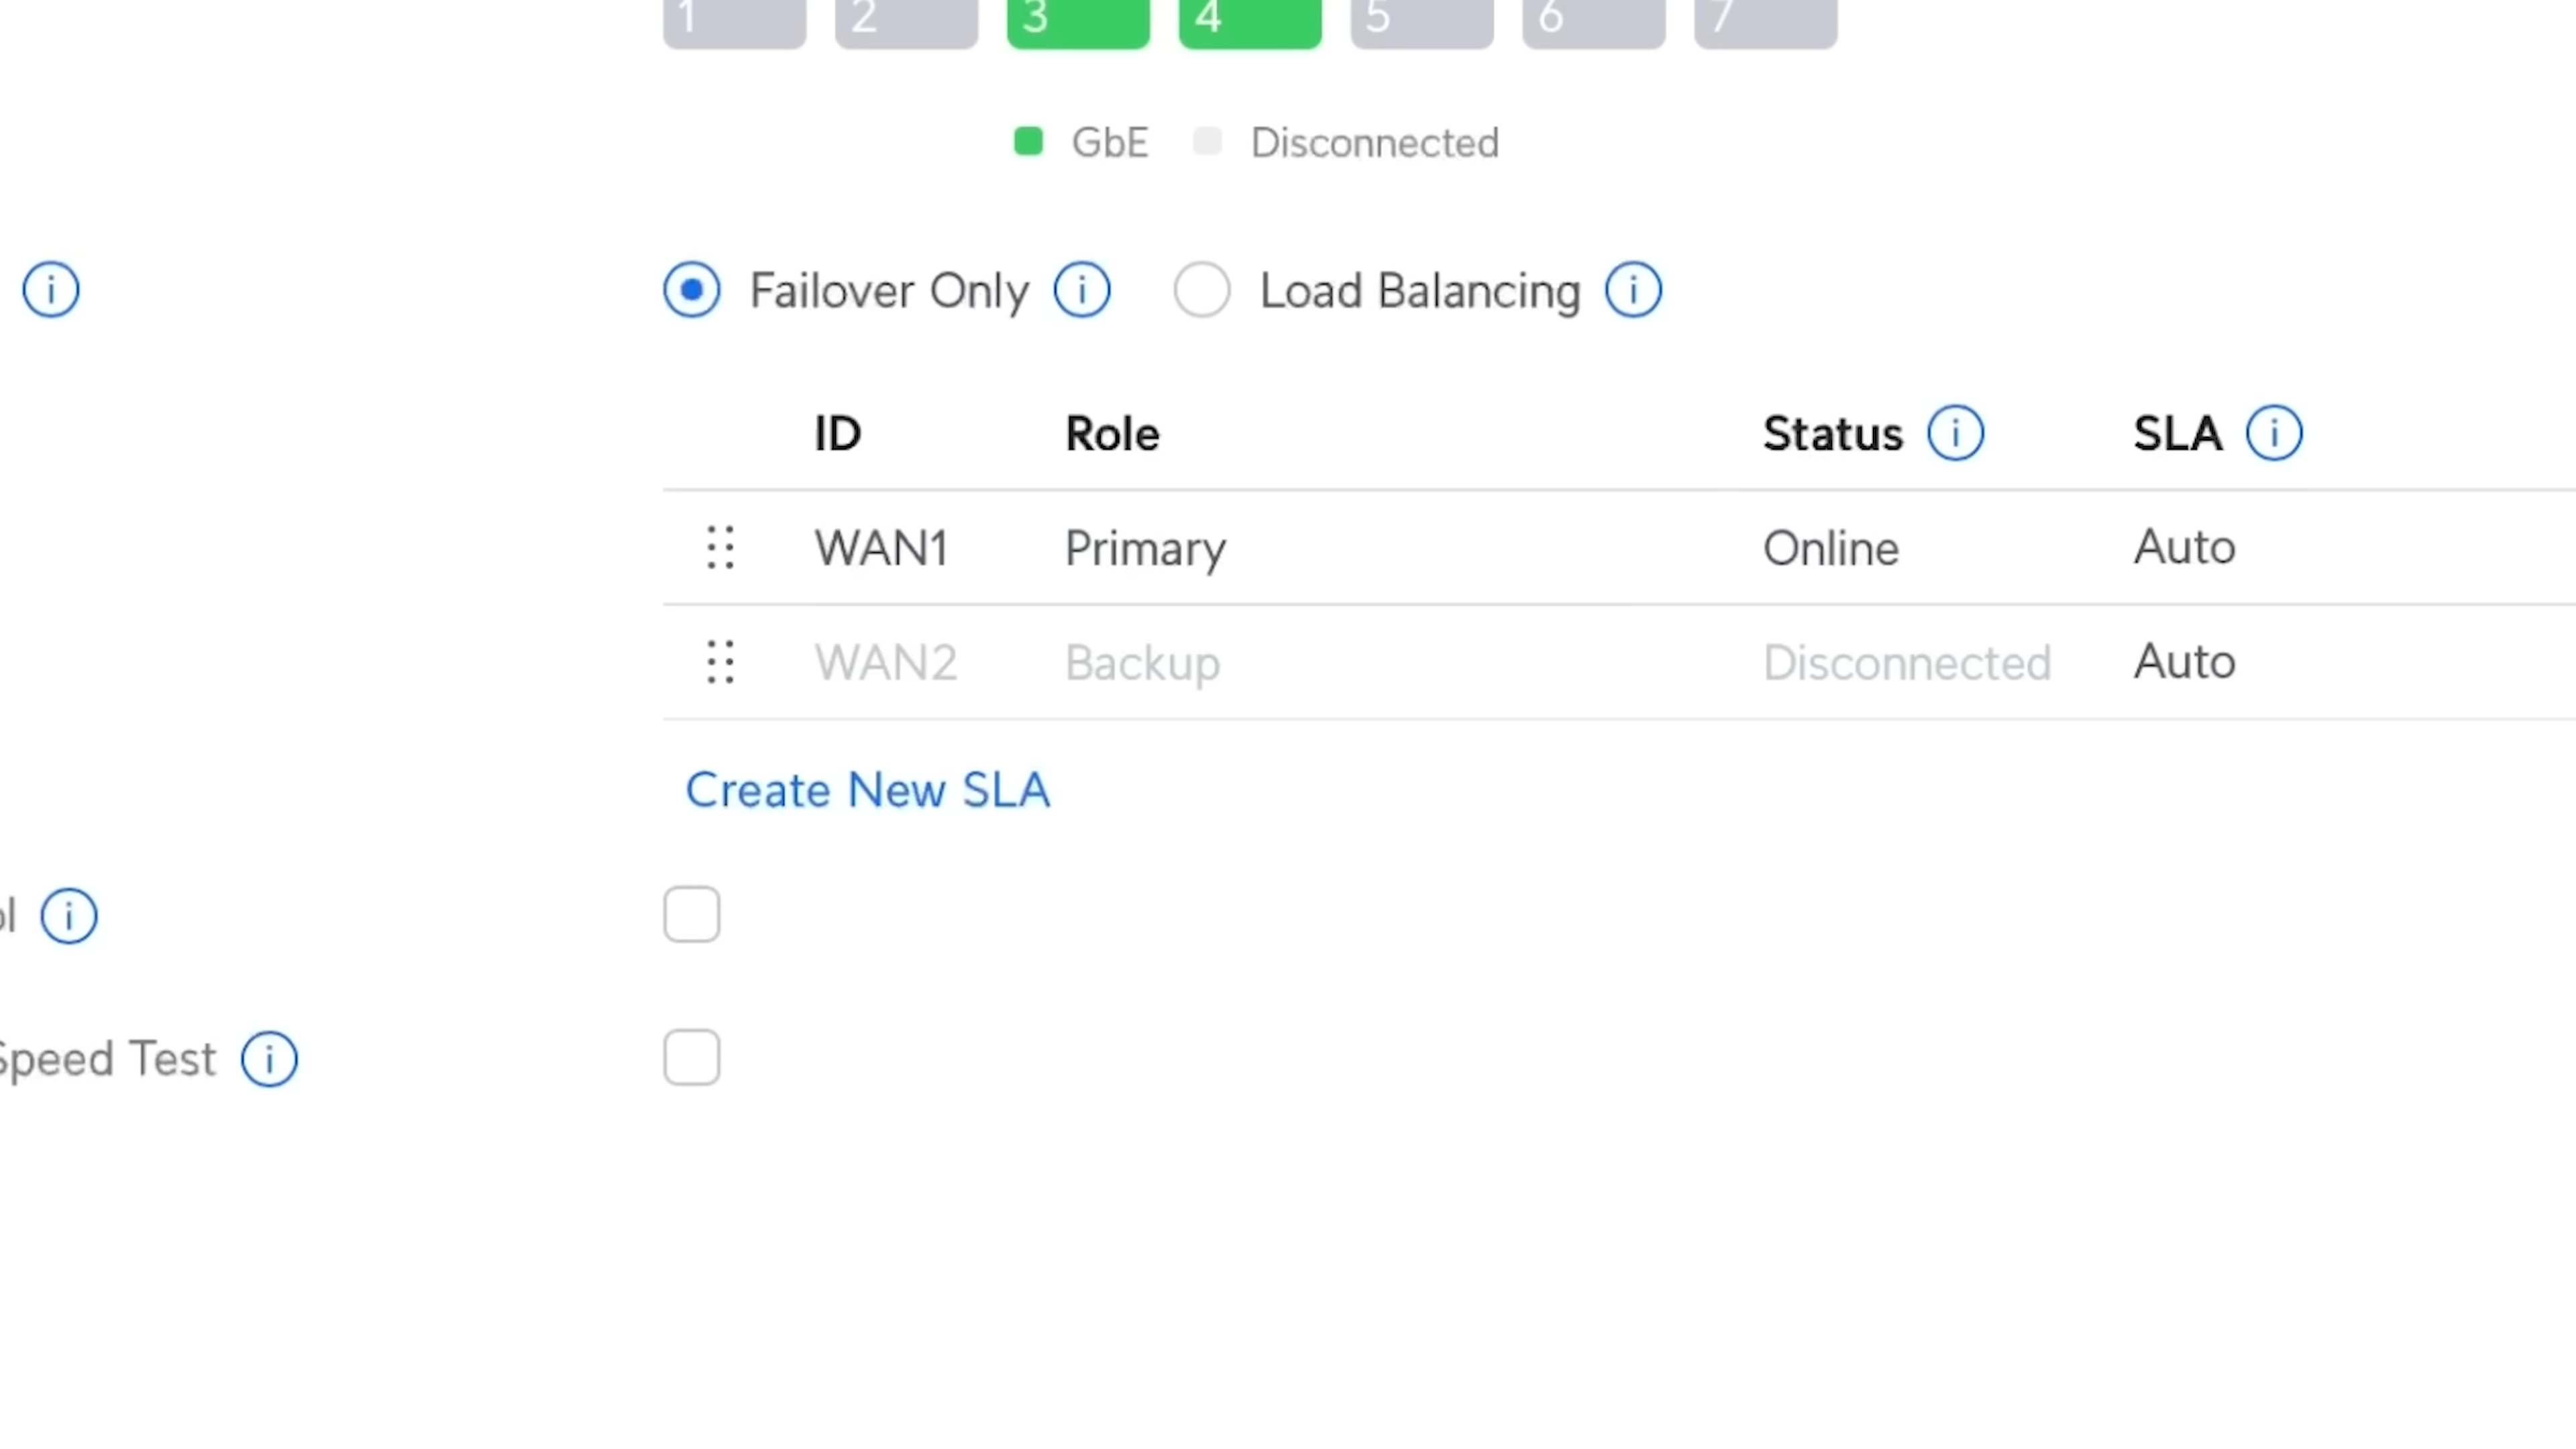 1 2 3 4 5 6 7
GbE Disconnected
Failover Only Load Balancing
ID Role Status SLA
WAN1 Primary Online Auto
WAN2 Backup Disconnected Auto
Create New SLA
Speed Test